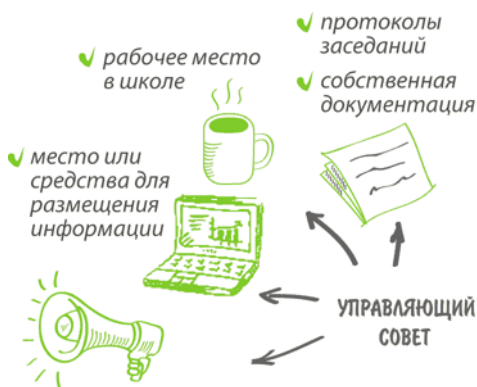 протоколы
заседаний
рабочее место
в школе
собственная
документация
место или
средства для
размещения
информации
УПРАВЛЯЮЩИЙ
СОВЕТ